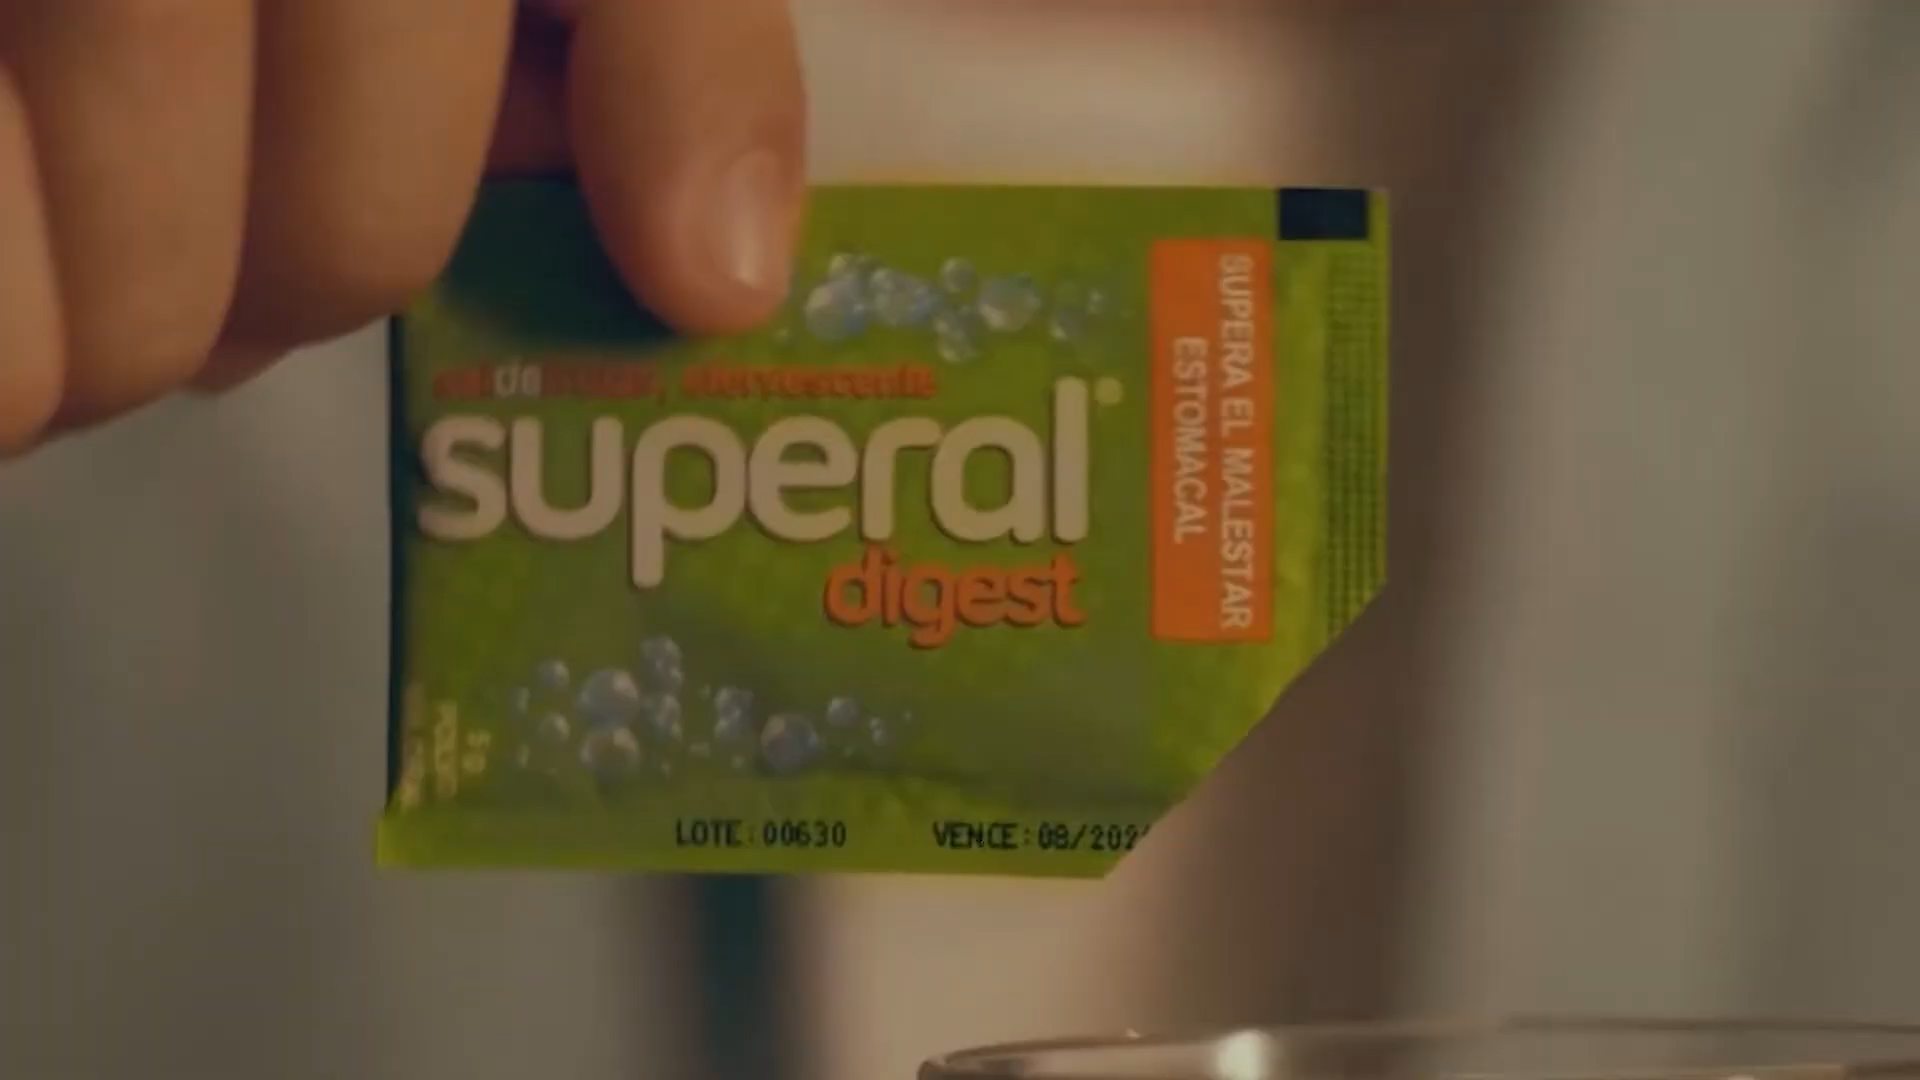 superal
digest
SUPERA EL MALESTAR
ESTOMACAL
LOTE:00630 VENCE:08/202